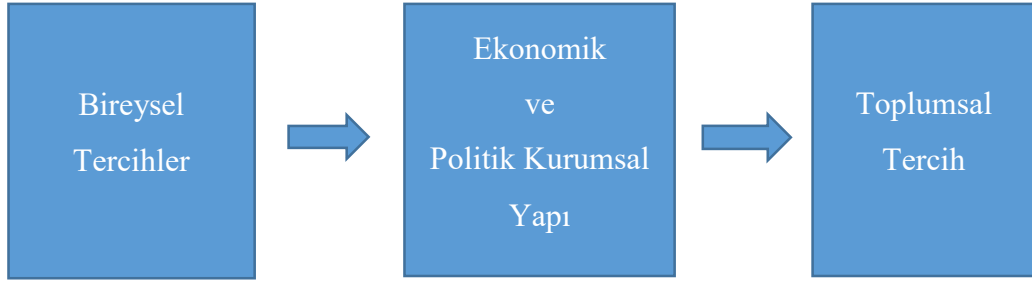 Bireysel
Tercihler
Ekonomik
ve
Politik Kurumsal
Yapı
Toplumsal
Tercih